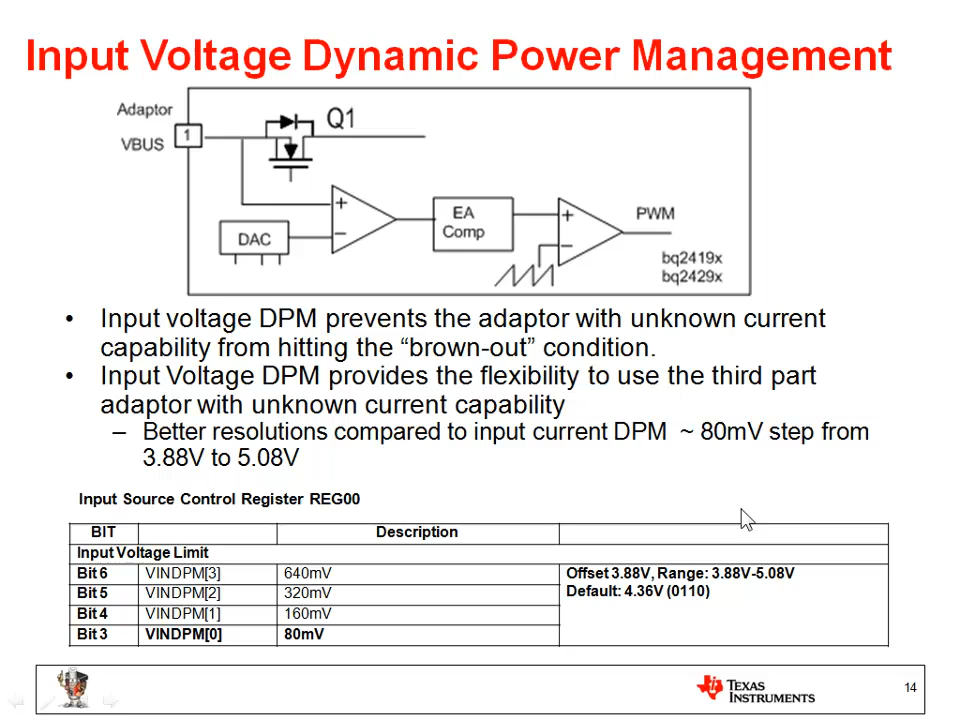 Input Voltage Dynamic Power Management
Adaptor
VBUS
1
Q1
+
−
DAC
EA
Comp
+
−
PWM
bq2419x
bq2429x
• Input voltage DPM prevents the adaptor with unknown current
capability from hitting the “brown-out” condition.
• Input Voltage DPM provides the flexibility to use the third part
adaptor with unknown current capability
– Better resolutions compared to input current DPM ~ 80mV step from
3.88V to 5.08V
Input Source Control Register REG00
BIT Description
Input Voltage Limit
Bit 6 VINDPM[3] 640mV Offset 3.88V, Range: 3.88V-5.08V
Default: 4.36V (0110)
Bit 5 VINDPM[2] 320mV
Bit 4 VINDPM[1] 160mV
Bit 3 VINDPM[0] 80mV
TEXAS
INSTRUMENTS
14